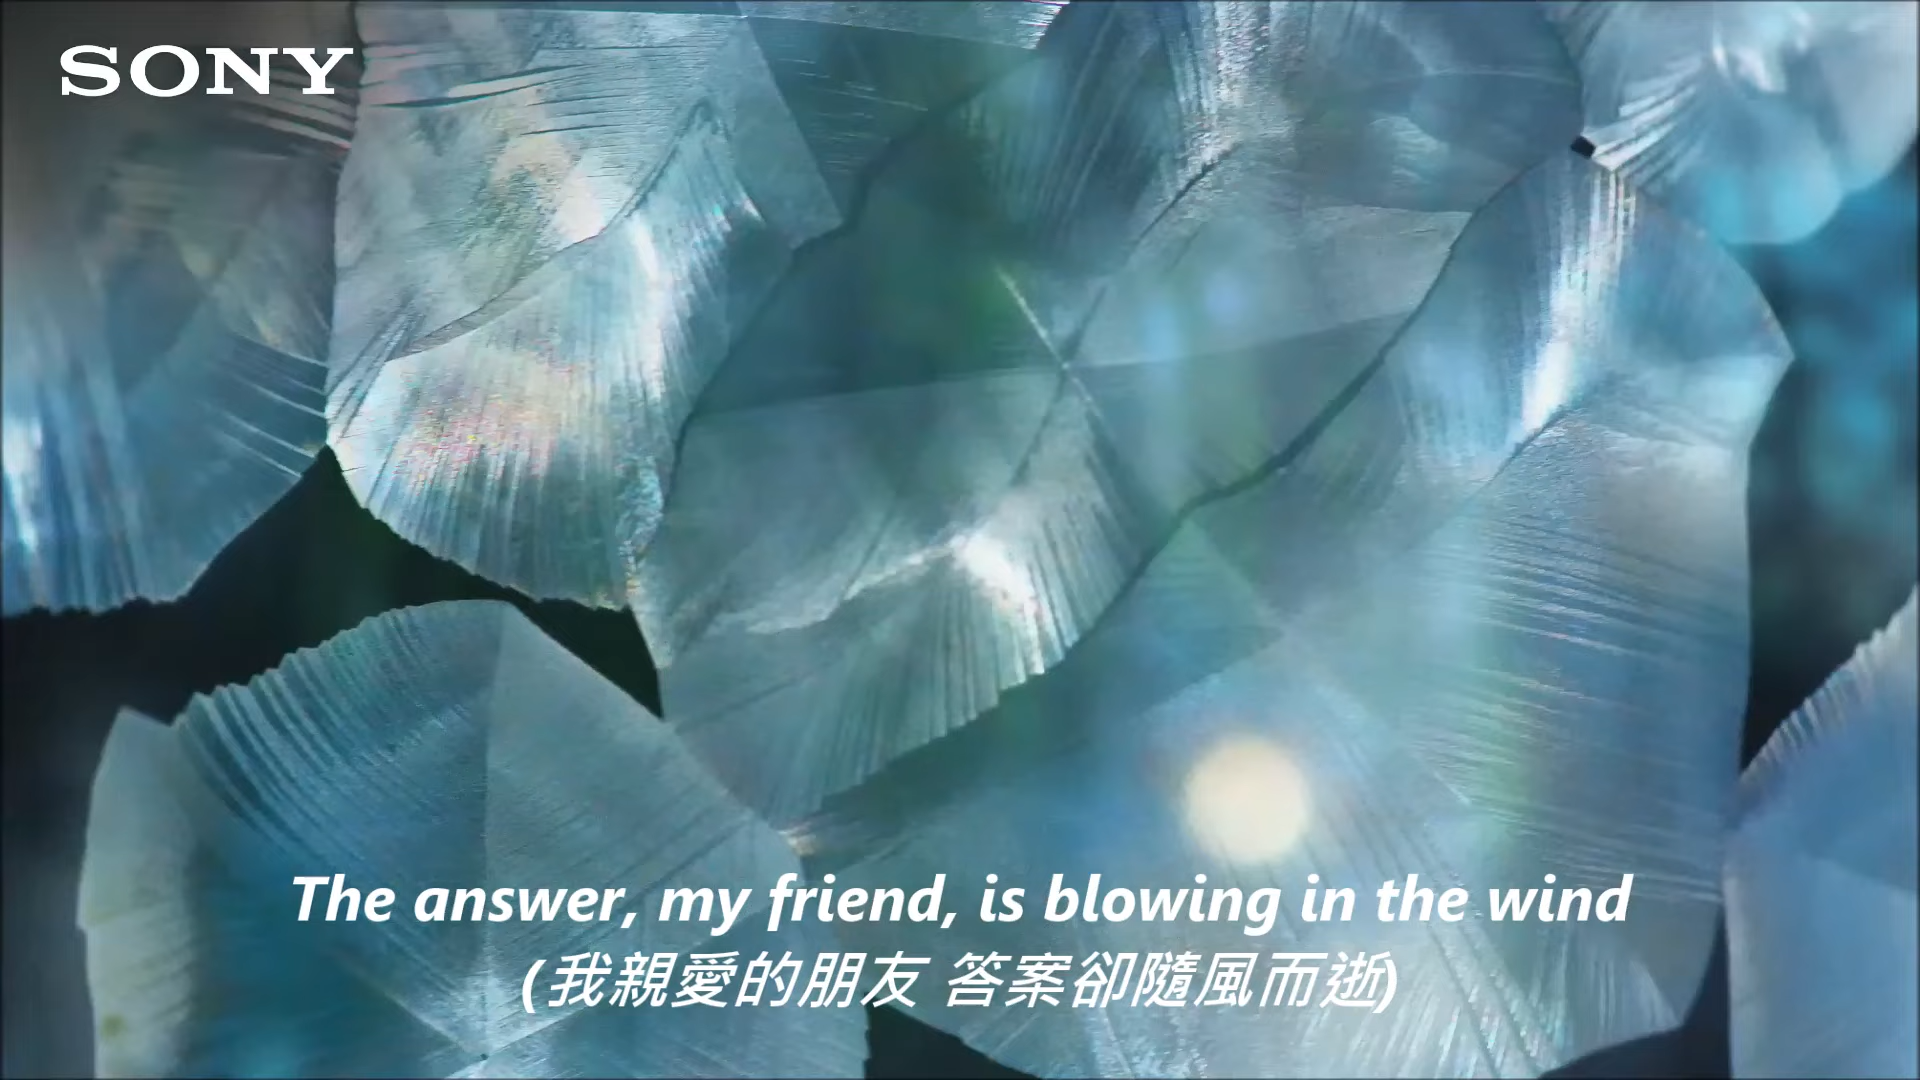 SONY
The answer, my friend, is blowing in the wind
(我親愛的朋友 答案卻隨風而逝)